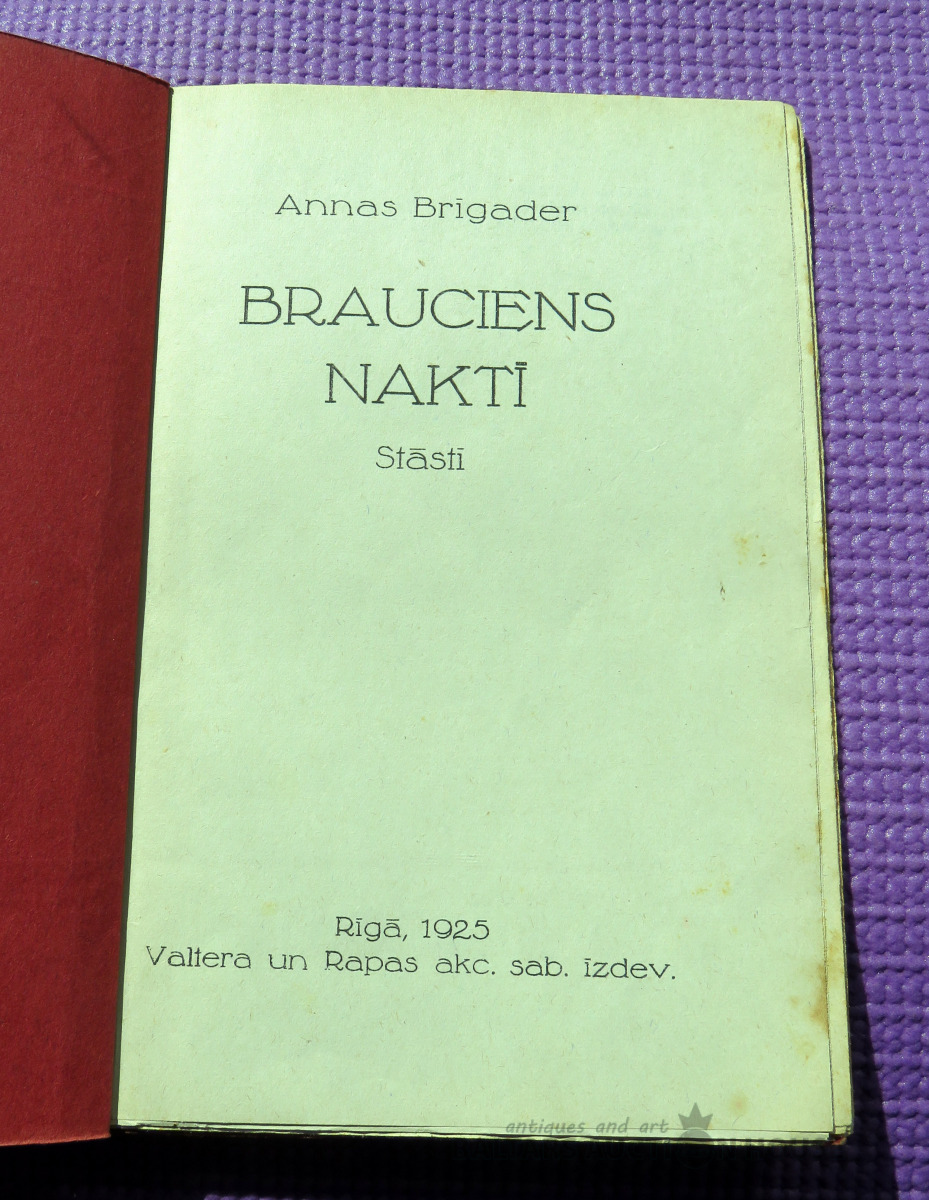 Annas Brigader
BRAUCIENS
NAKTĪ
Stāsti
Rīgā, 1925
Valtera un Rapas akc. sab. izdev.
antiques and art